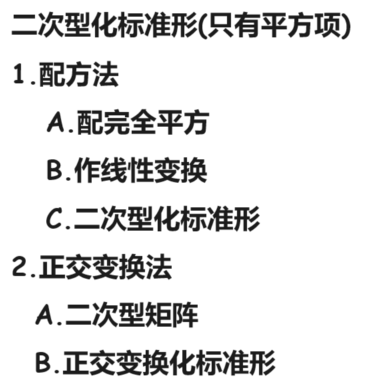 二次型化标准形(只有平方项)
1.配方法
A.配完全平方
B.作线性变换
C.二次型化标准形
2.正交变换法
A.二次型矩阵
B.正交变换化标准形